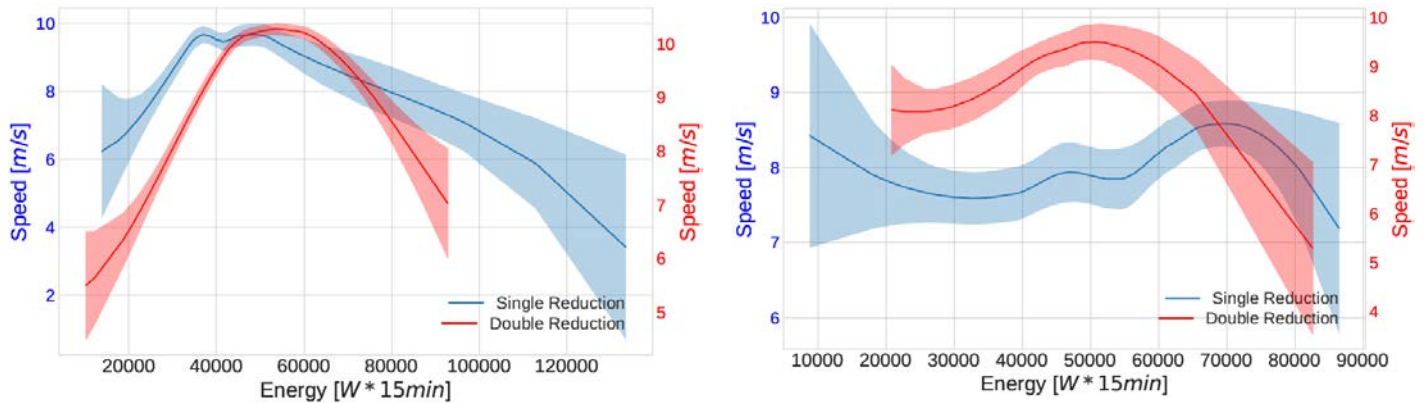 10
8
6
4
2
Speed [m/s]
10
9
8
7
6
5
Speed [m/s]
Single Reduction
Double Reduction
20000 40000 60000 80000 100000 120000
Energy [W * 15min]
10
9
8
7
6
Speed [m/s]
10
9
8
7
6
5
4
Speed [m/s]
Single Reduction
Double Reduction
10000 20000 30000 40000 50000 60000 70000 80000 90000
Energy [W * 15min]